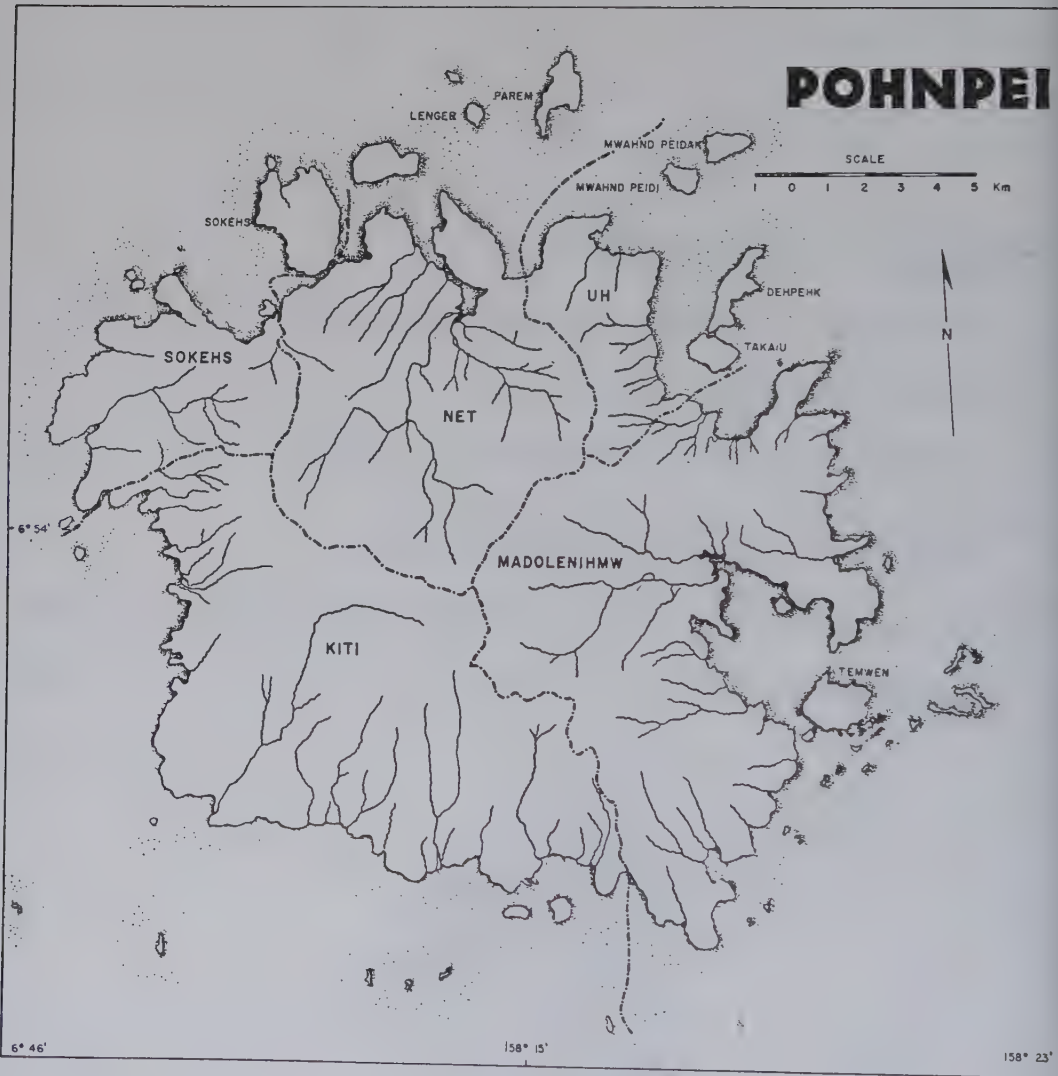 POHNPEI
PAREM
LENGER
MWAHND PEIDAK
SCALE
MWAHND PEIDI
1 0 1 2 3 4 5 Km
SOKEHS
UH
DEHPEHK
TAKAIU
N
SOKEHS
NET
6° 54'
MADOLENIHMW
KITI
TEMWEN
6° 46'
158° 15'
158° 23'